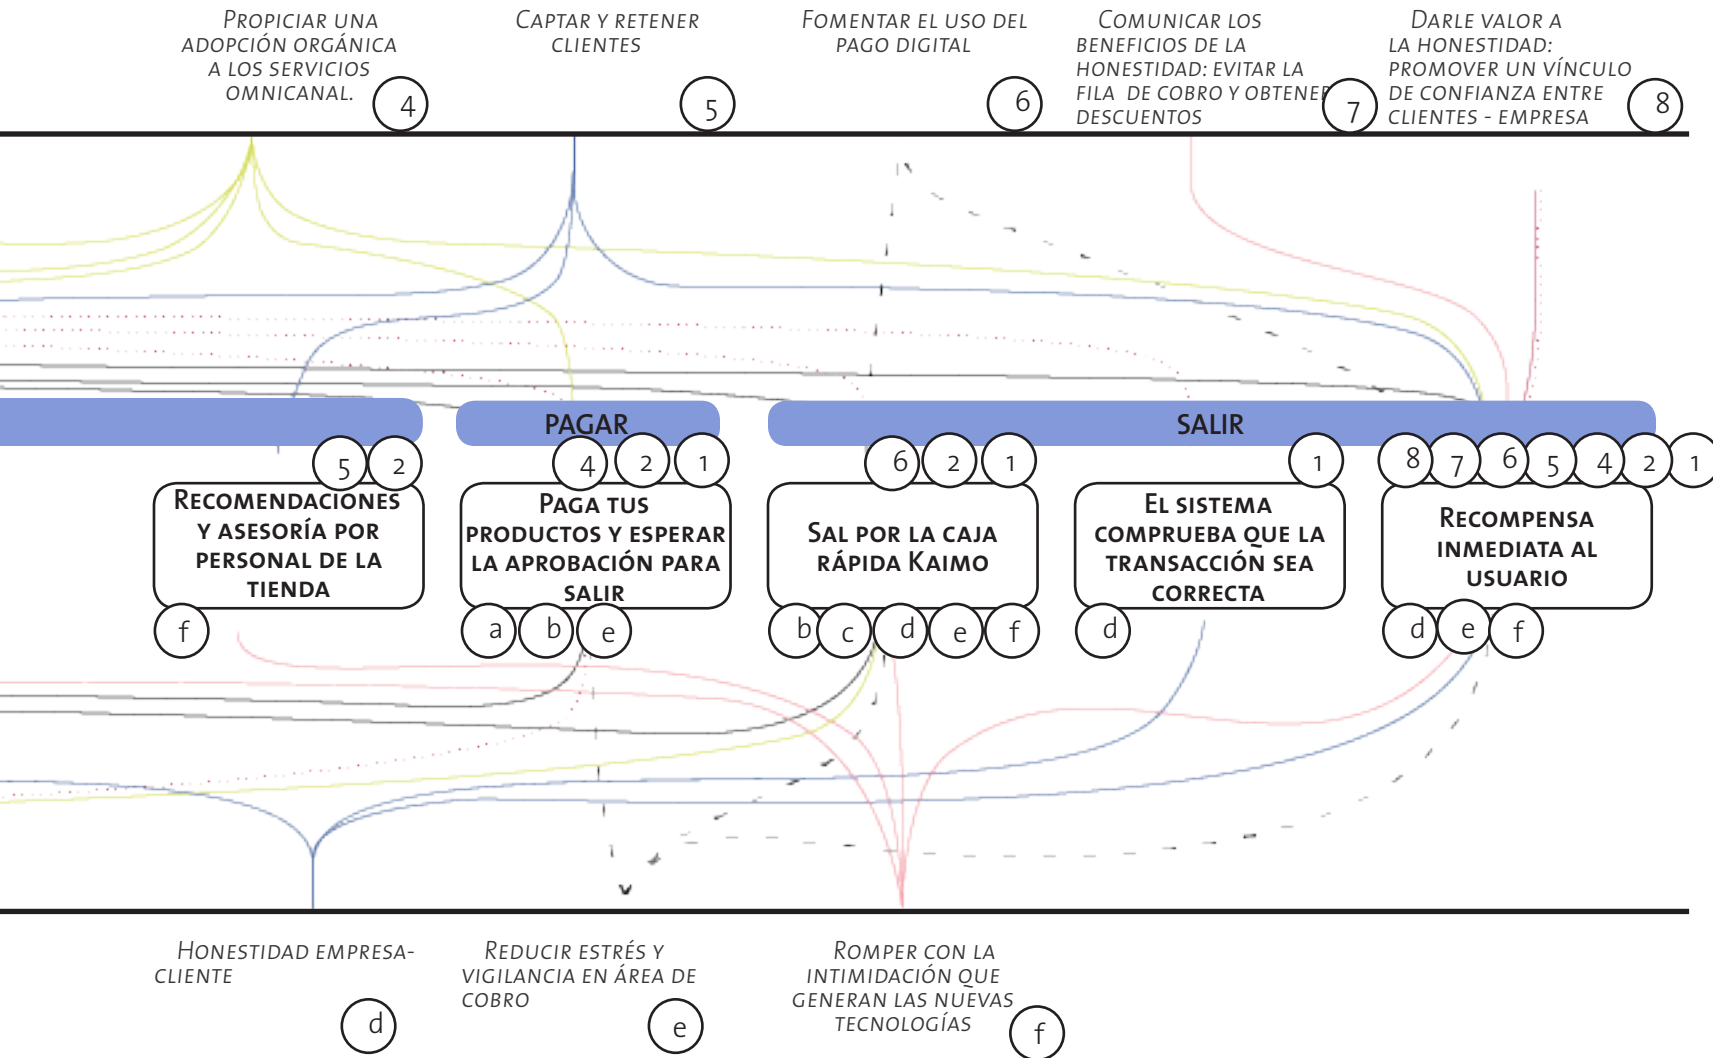 PROPICIAR UNA
ADOPCIÓN ORGÁNICA
A LOS SERVICIOS
OMNICANAL.
4
CAPTAR Y RETENER
CLIENTES
5
FOMENTAR EL USO DEL
PAGO DIGITAL
6
COMUNICAR LOS
BENEFICIOS DE LA
HONESTIDAD: EVITAR LA
FILA DE COBRO Y OBTENER
DESCUENTOS
7
DARLE VALOR A
LA HONESTIDAD:
PROMOVER UN VÍNCULO
DE CONFIANZA ENTRE
CLIENTES - EMPRESA
8
PAGAR
SALIR
5 2
4 2 1
6 2 1
1
8 7 6 5 4 2 1
RECOMENDACIONES
Y ASESORÍA POR
PERSONAL DE LA
TIENDA
f
PAGA TUS
PRODUCTOS Y ESPERAR
LA APROBACIÓN PARA
SALIR
a b e
SAL POR LA CAJA
RÁPIDA KAIMO
b c d e f
EL SISTEMA
COMPRUEBA QUE LA
TRANSACCIÓN SEA
CORRECTA
d
RECOMPENSA
INMEDIATA AL
USUARIO
d e f
HONESTIDAD EMPRESA-
CLIENTE
d
REDUCIR ESTRÉS Y
VIGILANCIA EN ÁREA DE
COBRO
e
ROMPER CON LA
INTIMIDACIÓN QUE
GENERAN LAS NUEVAS
TECNOLOGÍAS
f